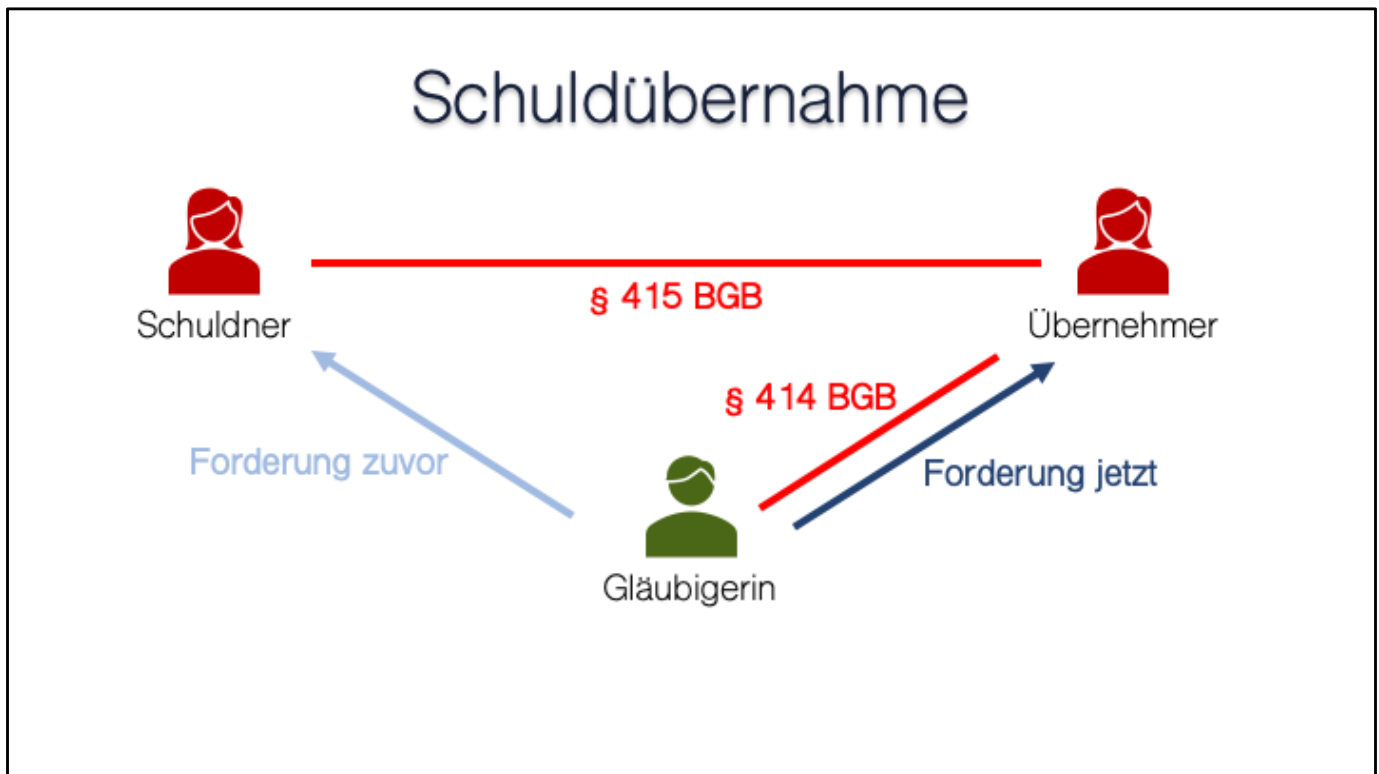 Schuldübernahme
§ 415 BGB
Schuldner
Übernehmer
§ 414 BGB
Forderung zuvor
Forderung jetzt
Gläubigerin